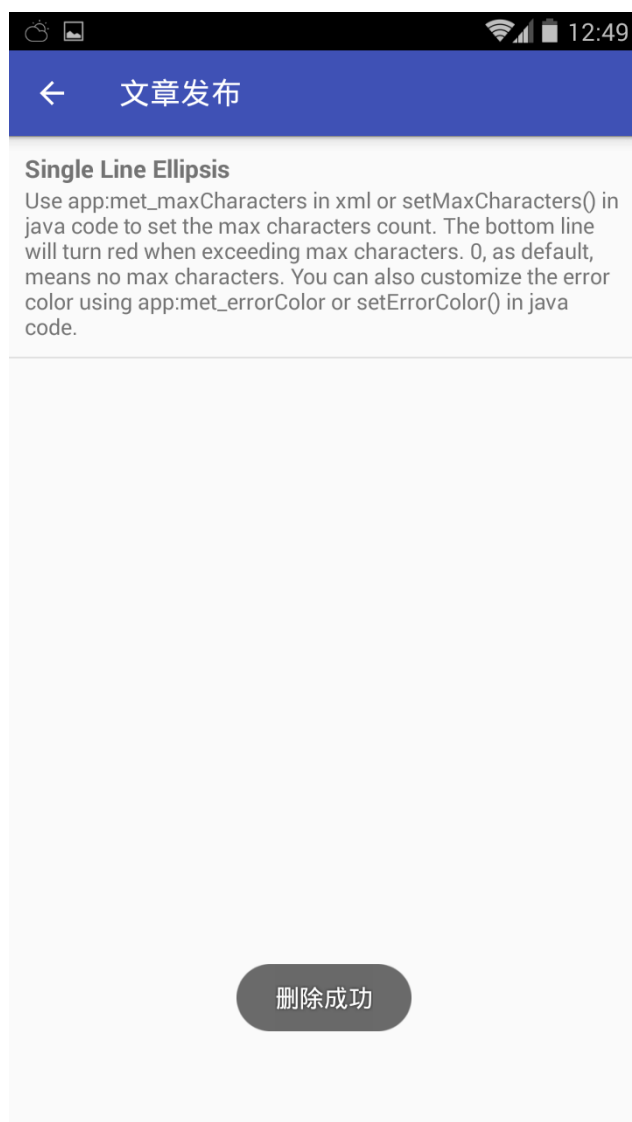 12:49
文章发布
Single Line Ellipsis
Use app:met_maxCharacters in xml or setMaxCharacters() in
java code to set the max characters count. The bottom line
will turn red when exceeding max characters. 0, as default,
means no max characters. You can also customize the error
color using app:met_errorColor or setErrorColor() in java
code.
删除成功